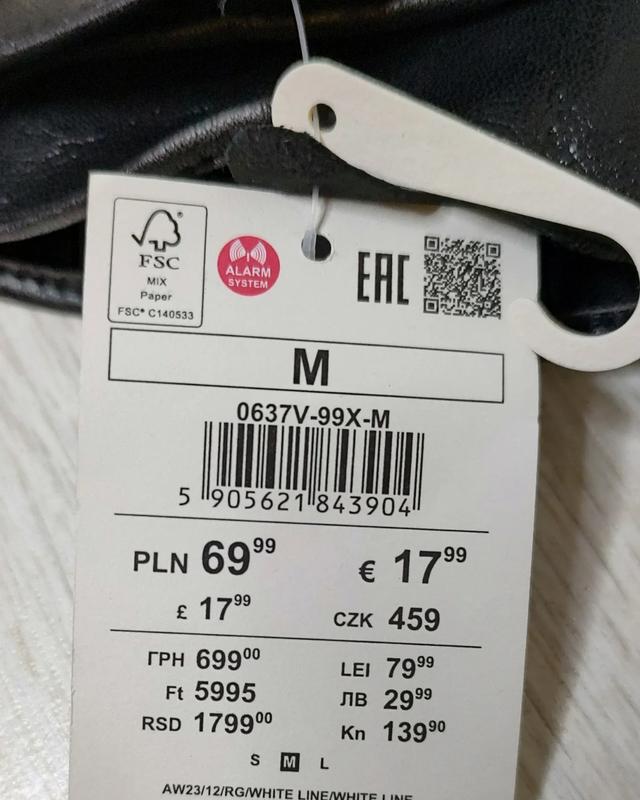 FSC®
MIX
Paper
FSC® C140533
ALARM
SYSTEM
EAC
M
0637V-99X-M
5 905621 843904
PLN 69⁹⁹ € 17⁹⁹
£ 17⁹⁹ CZK 459
ГРН 699⁰⁰ LEI 79⁹⁹
Ft 5995 ЛВ 29⁹⁹
RSD 1799⁰⁰ Kn 139⁹⁰
S M L
AW23/12/RG/WHITE LINE/WHITE LINE